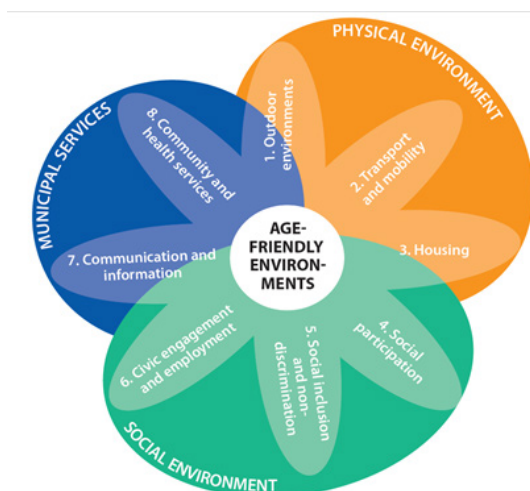 PHYSICAL ENVIRONMENT
MUNICIPAL SERVICES
SOCIAL ENVIRONMENT
AGE-
FRIENDLY
ENVIRON-
MENTS
1. Outdoor
environments
2. Transport
and mobility
3. Housing
4. Social
participation
5. Social inclusion
and non-
discrimination
6. Civic engagement
and employment
7. Communication and
information
8. Community and
health services